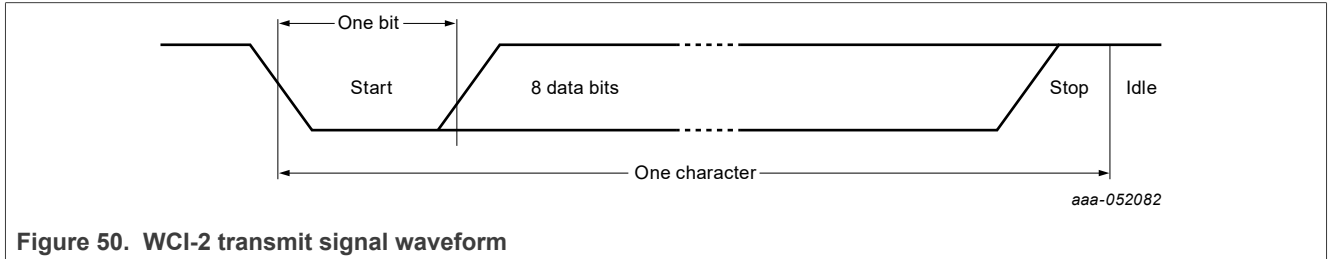 One bit
Start
8 data bits
Stop
Idle
One character
aaa-052082
Figure 50. WCI-2 transmit signal waveform